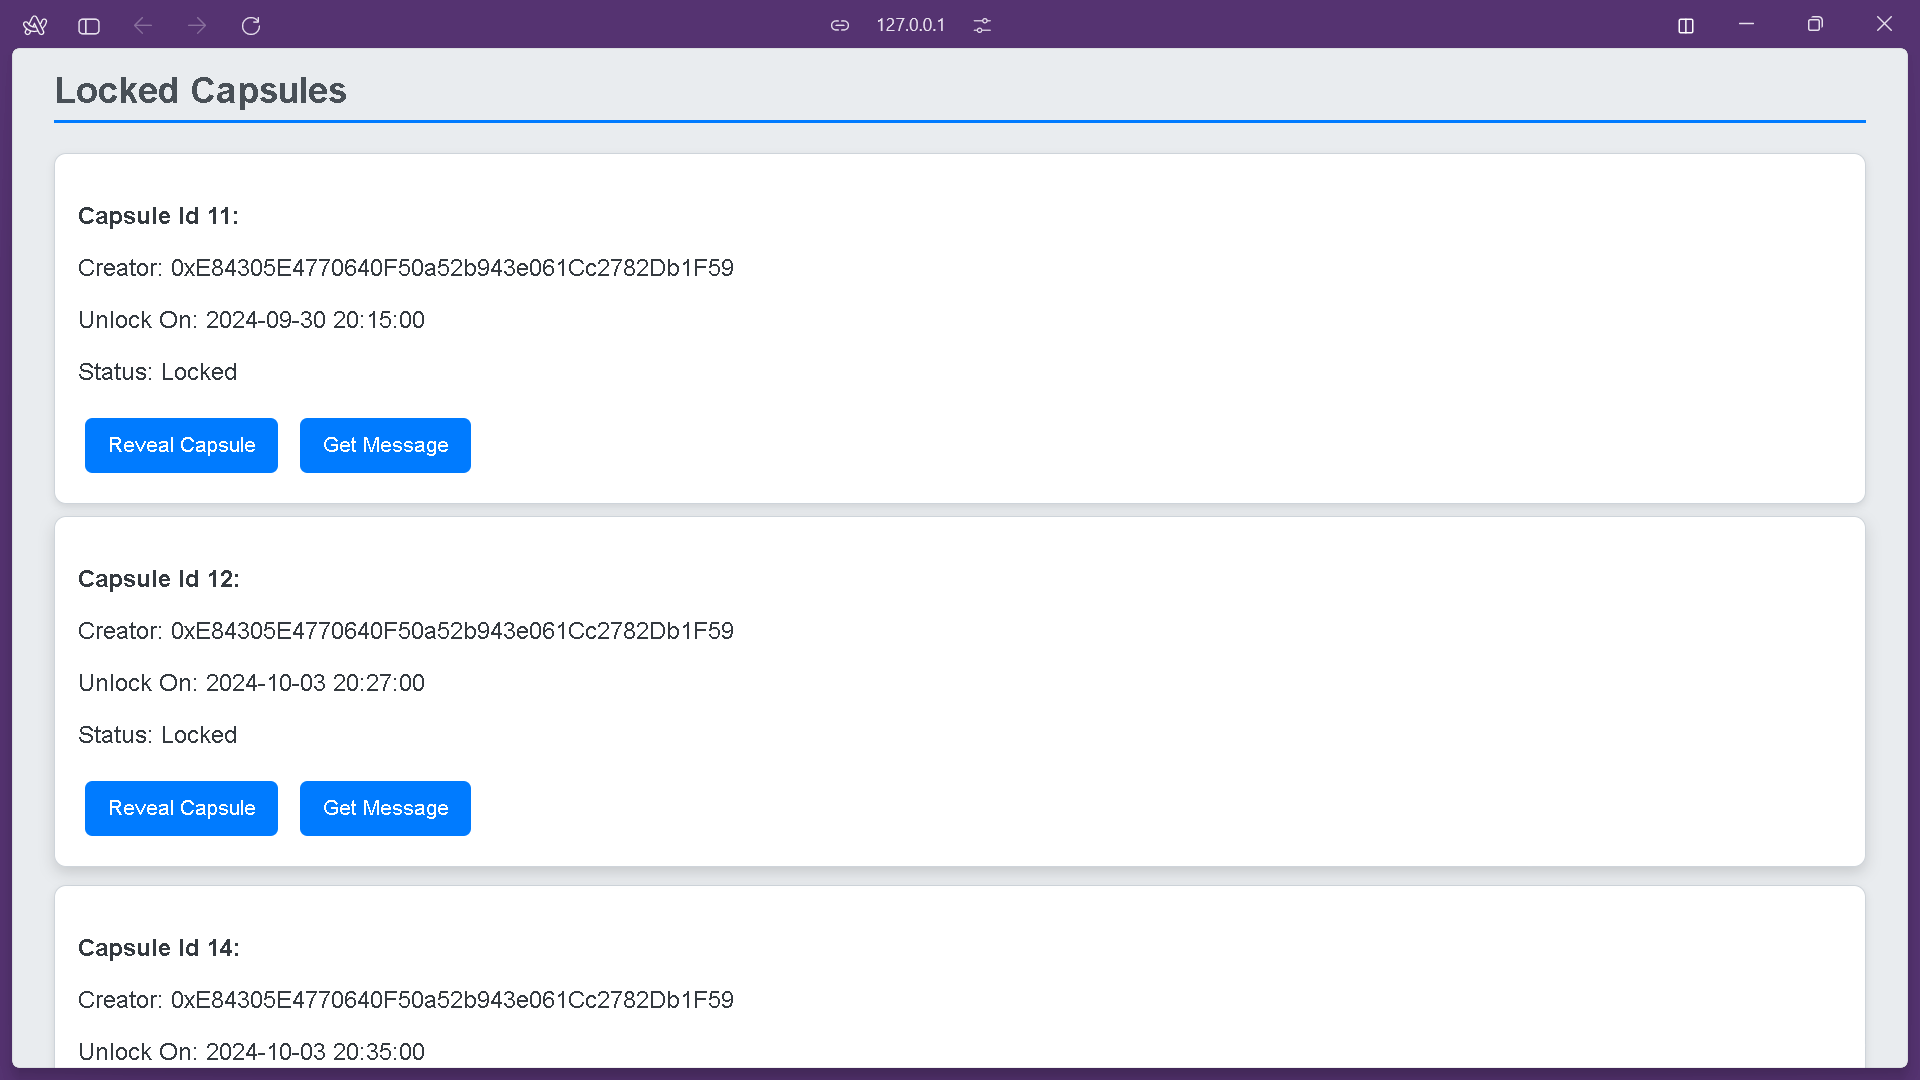 127.0.0.1
Locked Capsules
Capsule Id 11:
Creator: 0xE84305E4770640F50a52b943e061Cc2782Db1F59
Unlock On: 2024-09-30 20:15:00
Status: Locked
Reveal Capsule Get Message
Capsule Id 12:
Creator: 0xE84305E4770640F50a52b943e061Cc2782Db1F59
Unlock On: 2024-10-03 20:27:00
Status: Locked
Reveal Capsule Get Message
Capsule Id 14:
Creator: 0xE84305E4770640F50a52b943e061Cc2782Db1F59
Unlock On: 2024-10-03 20:35:00